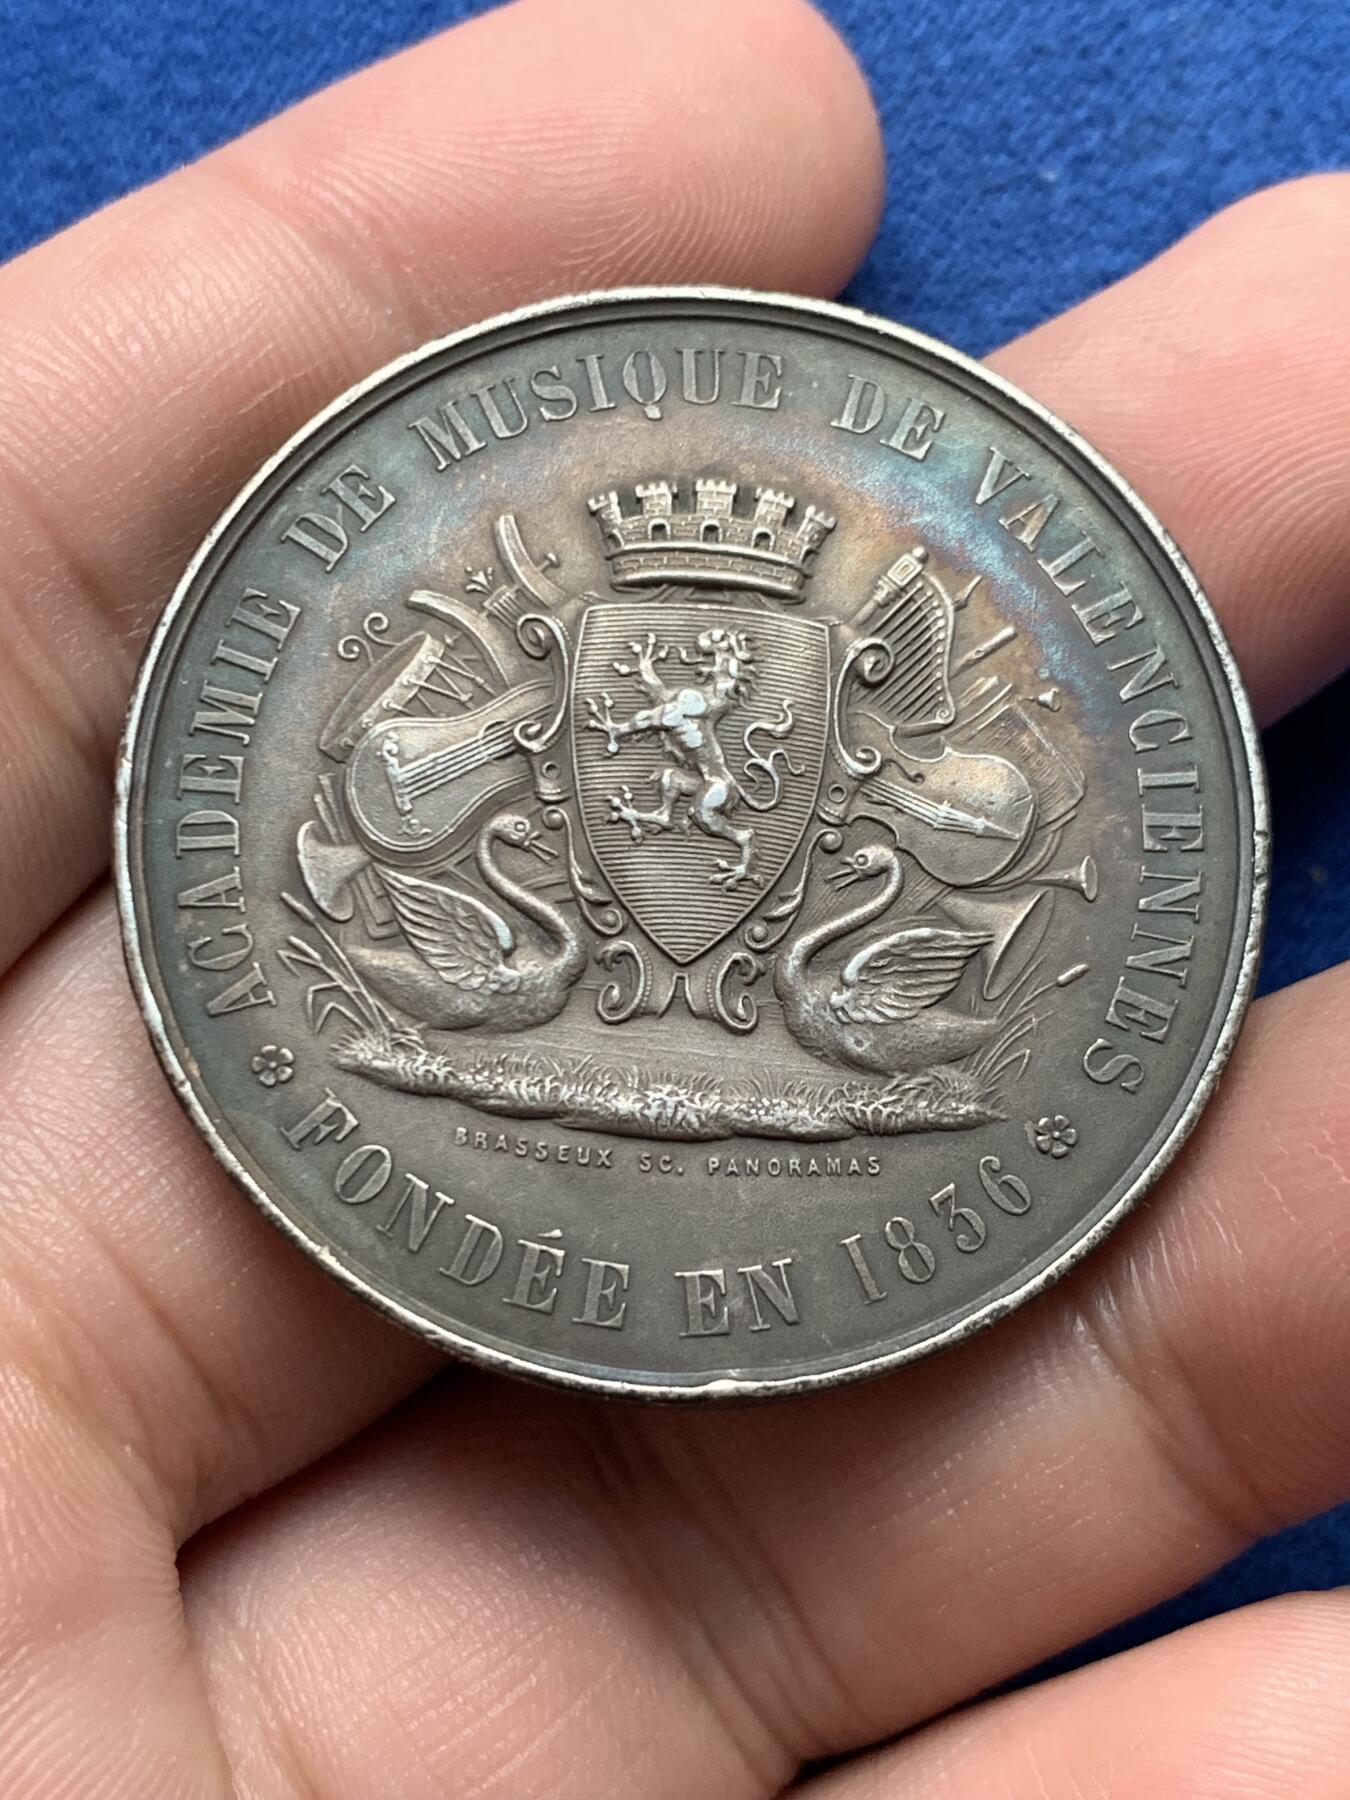 ACADEMIE DE MUSIQUE DE VALENCIENNES
BRASSEUX SC. PANORAMAS
FONDÉE EN 1836